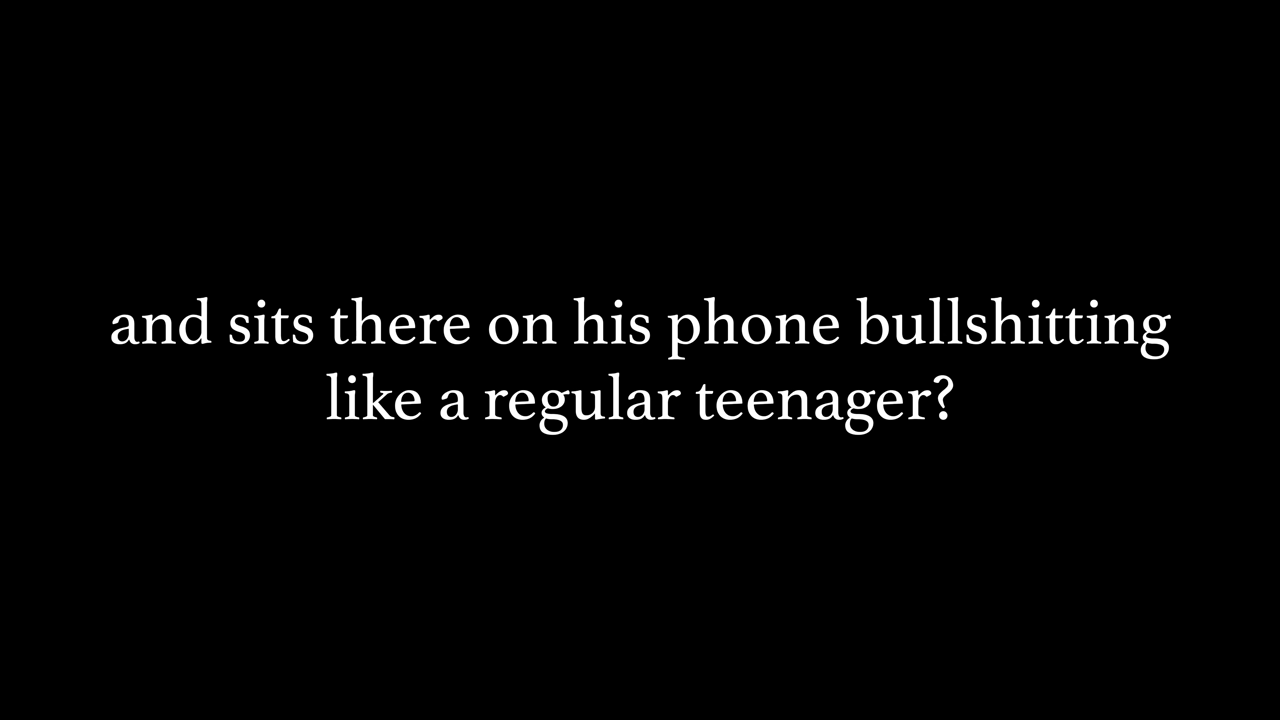 and sits there on his phone bullshitting
like a regular teenager?